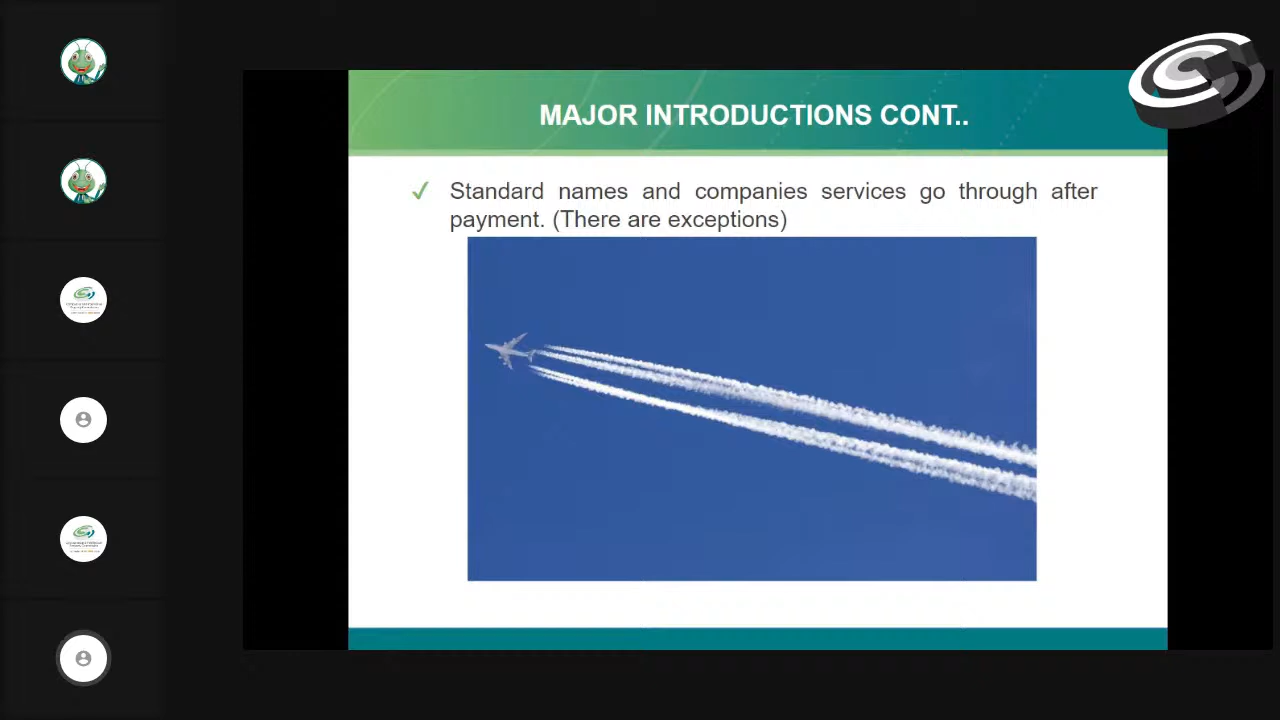 MAJOR INTRODUCTIONS CONT..
✓ Standard names and companies services go through after
payment. (There are exceptions)